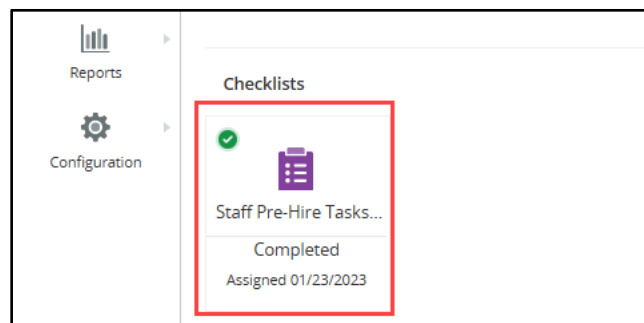 Reports
Configuration
Checklists
Staff Pre-Hire Tasks...
Completed
Assigned 01/23/2023